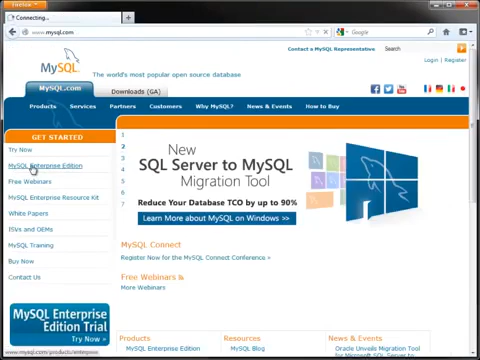 Firefox
Connecting...
www.mysql.com
Google
Contact a MySQL Representative
Search
MySQL
The world's most popular open source database
Login | Register
MySQL.com
Downloads (GA)
Products
Services
Partners
Customers
Why MySQL?
News & Events
How to Buy
GET STARTED
Try Now
MySQL Enterprise Edition
Free Webinars
MySQL Enterprise Resource Kit
White Papers
ISVs and OEMs
MySQL Training
Buy Now
Contact Us
MySQL Enterprise
Edition Trial
Try Now »
1
2
3
4
5
6
7
New
SQL Server to MySQL
Migration Tool
Reduce Your Database TCO by up to 90%
Learn More about MySQL on Windows >>
MySQL Connect
Register Now for the MySQL Connect Conference »
Free Webinars
More Webinars
Products
MySQL Enterprise Edition
Resources
MySQL Blog
News & Events
Oracle Unveils Migration Tool
for Microsoft SQL Server to
www.mysql.com/products/enterprise